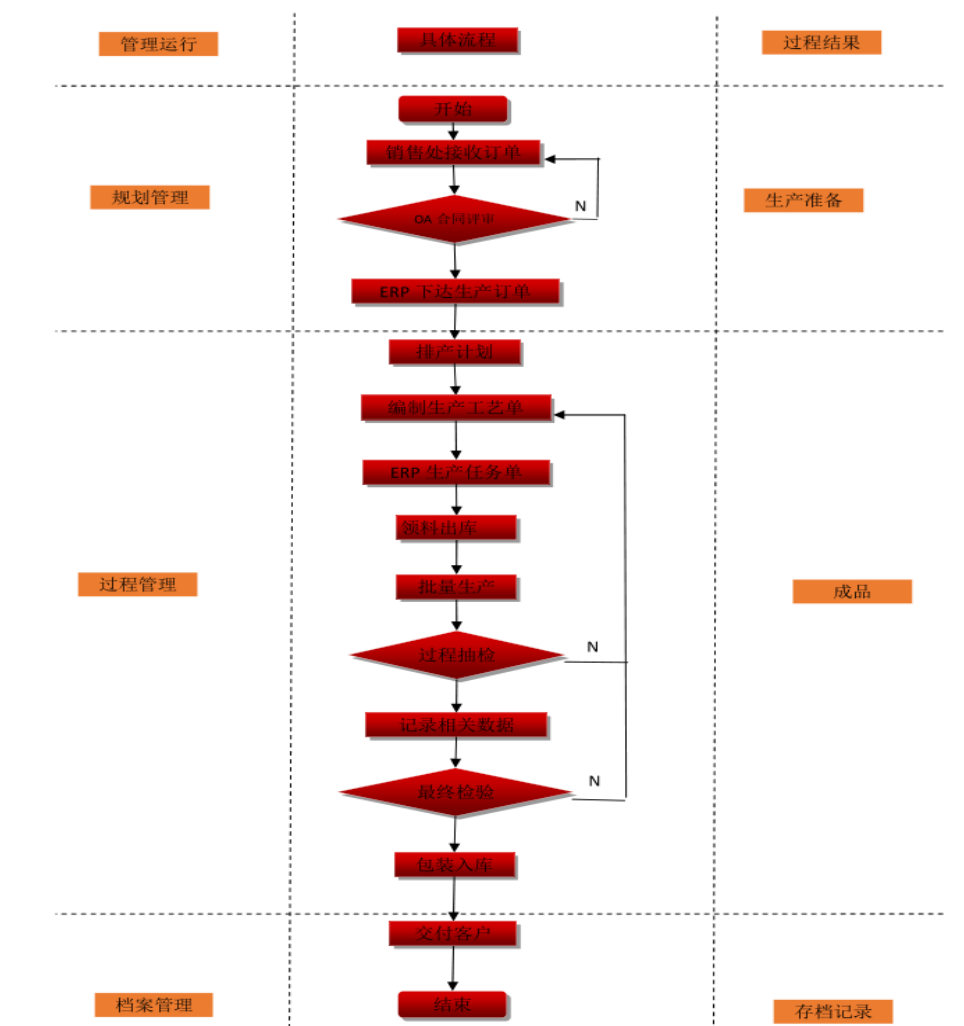 管理运行
具体流程
过程结果
开始
销售处接收订单
规划管理
生产准备
N
OA 合同评审
ERP 下达生产订单
排产计划
编制生产工艺单
ERP 生产任务单
领料出库
过程管理
批量生产
成品
N
过程抽检
记录相关数据
N
最终检验
包装入库
交付客户
档案管理
结束
存档记录